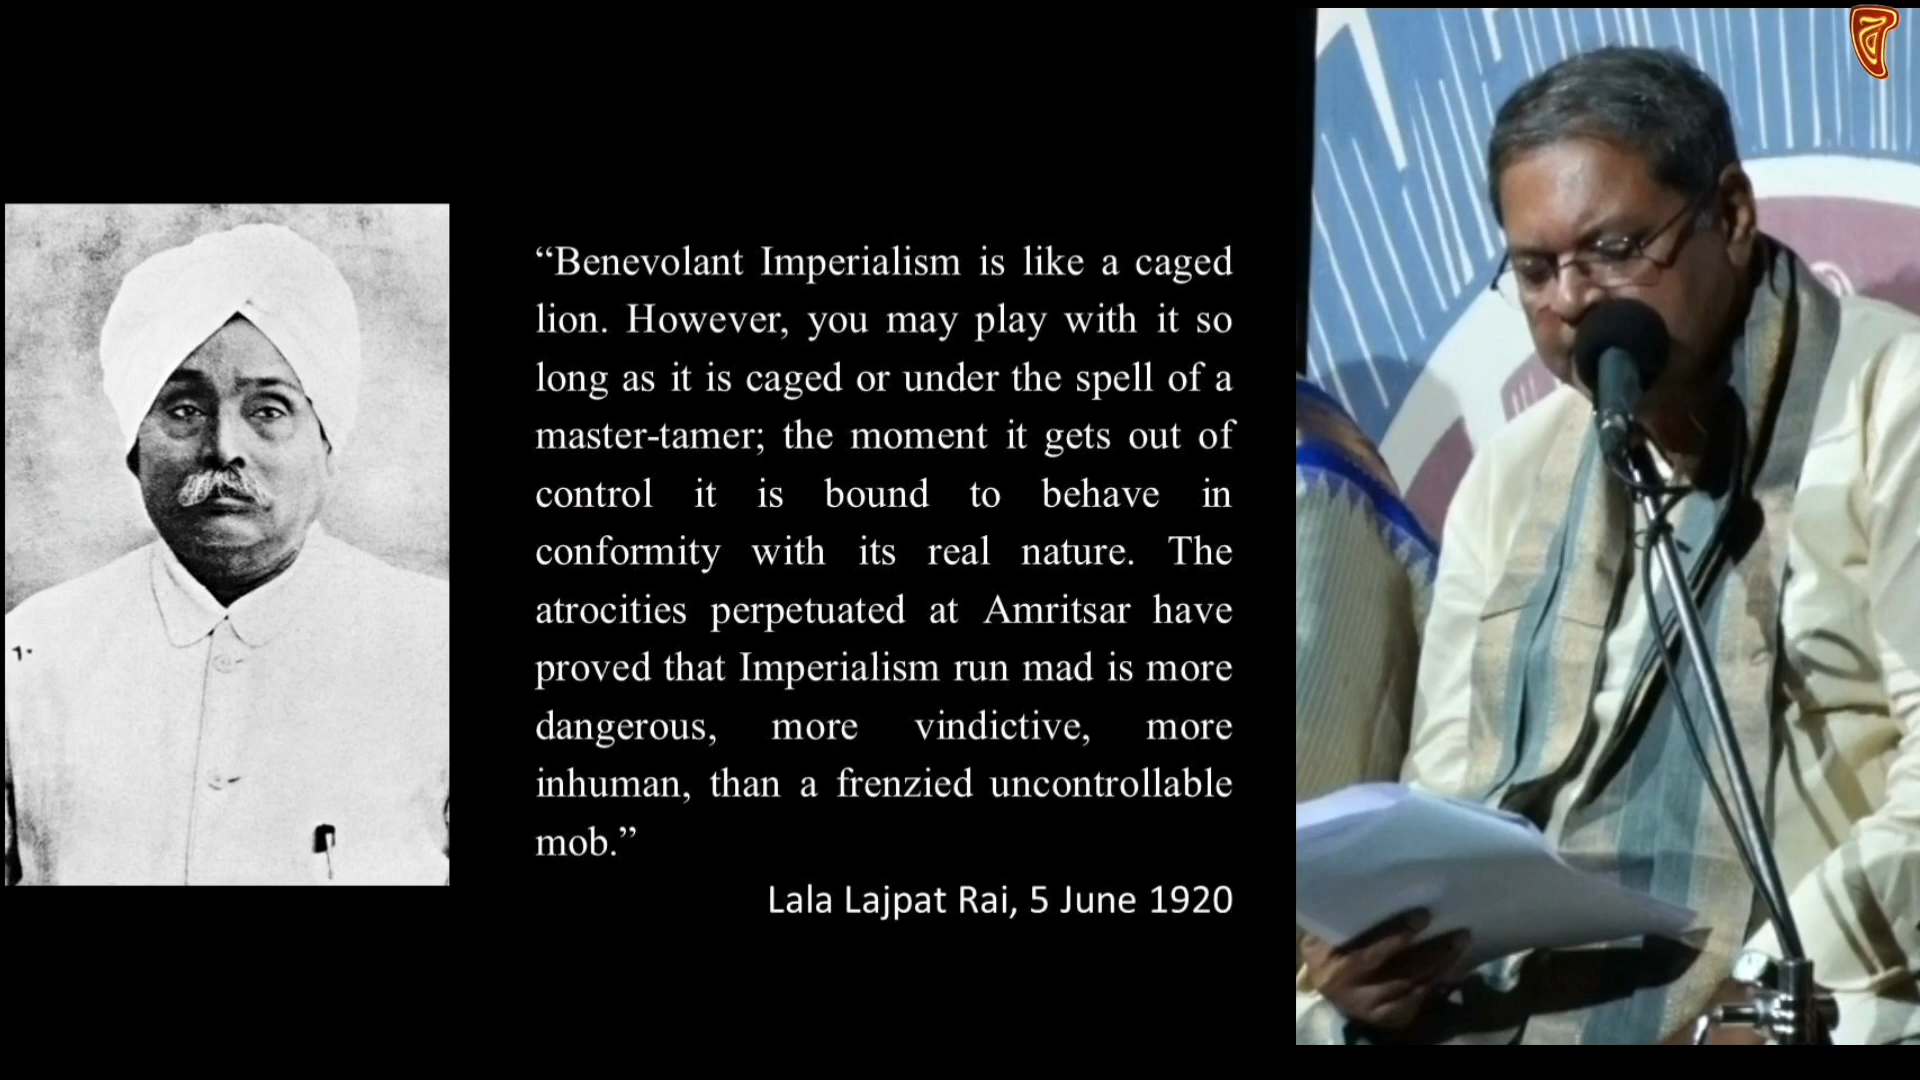 “Benevolant Imperialism is like a caged
lion. However, you may play with it so
long as it is caged or under the spell of a
master-tamer; the moment it gets out of
control it is bound to behave in
conformity with its real nature. The
atrocities perpetuated at Amritsar have
proved that Imperialism run mad is more
dangerous, more vindictive, more
inhuman, than a frenzied uncontrollable
mob.”
Lala Lajpat Rai, 5 June 1920